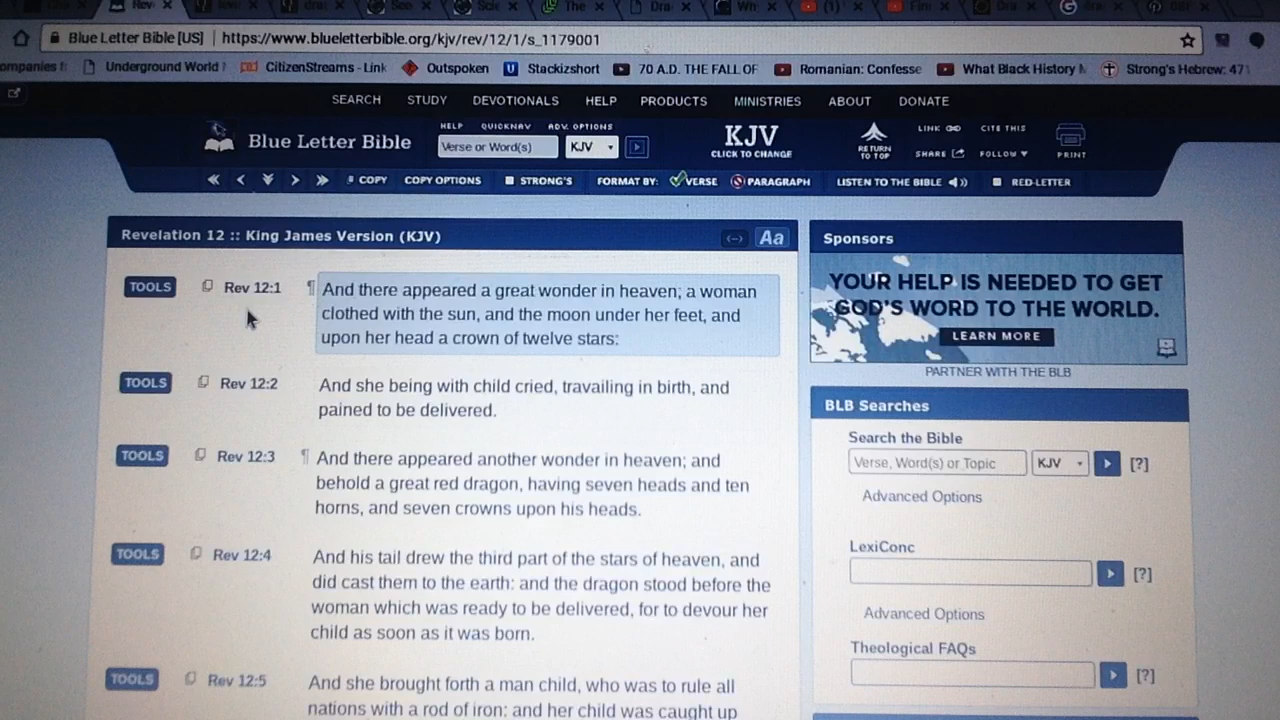 Blue Letter Bible [US] https://www.blueletterbible.org/kjv/rev/12/1/s_1179001
Underground World CitizenStreams - Link Outspoken Stackizshort 70 A.D. THE FALL OF Romanian: Confesse What Black History Strong's Hebrew: 47
SEARCH STUDY DEVOTIONALS HELP PRODUCTS MINISTRIES ABOUT DONATE
HELP QUICKNAV ADV. OPTIONS
Blue Letter Bible Verse or Word(s) KJV
KJV
CLICK TO CHANGE
RETURN
TO TOP
LINK CITE THIS
SHARE FOLLOW PRINT
COPY COPY OPTIONS STRONG'S FORMAT BY: VERSE PARAGRAPH LISTEN TO THE BIBLE RED-LETTER
Revelation 12 :: King James Version (KJV) Aa
TOOLS Rev 12:1 ¶ And there appeared a great wonder in heaven; a woman
clothed with the sun, and the moon under her feet, and
upon her head a crown of twelve stars:
TOOLS Rev 12:2 And she being with child cried, travailing in birth, and
pained to be delivered.
TOOLS Rev 12:3 ¶ And there appeared another wonder in heaven; and
behold a great red dragon, having seven heads and ten
horns, and seven crowns upon his heads.
TOOLS Rev 12:4 And his tail drew the third part of the stars of heaven, and
did cast them to the earth: and the dragon stood before the
woman which was ready to be delivered, for to devour her
child as soon as it was born.
TOOLS Rev 12:5 And she brought forth a man child, who was to rule all
nations with a rod of iron: and her child was caught up
Sponsors
YOUR HELP IS NEEDED TO GET
GOD'S WORD TO THE WORLD.
LEARN MORE
PARTNER WITH THE BLB
BLB Searches
Search the Bible
Verse, Word(s) or Topic KJV [?]
Advanced Options
LexiConc
[?]
Advanced Options
Theological FAQs
[?]